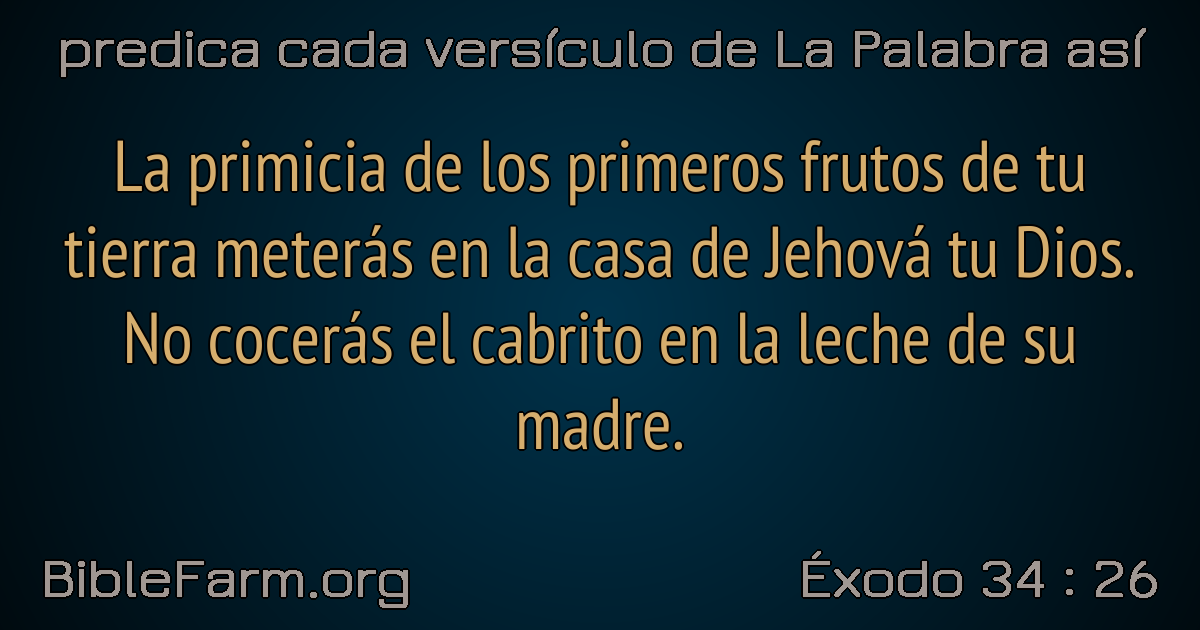 predica cada versículo de La Palabra así
La primicia de los primeros frutos de tu
tierra meterás en la casa de Jehová tu Dios.
No cocerás el cabrito en la leche de su
madre.
BibleFarm.org
Éxodo 34 : 26